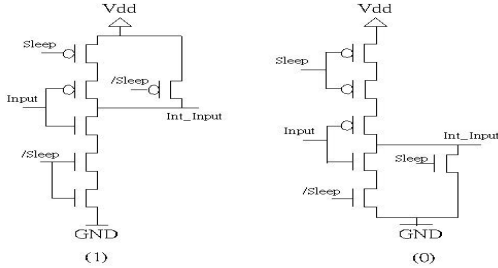 Vdd
Sleep
/Sleep
Input
Int_Input
/Sleep
GND
(1)
Vdd
Sleep
Input
Int_Input
Sleep
/Sleep
GND
(0)